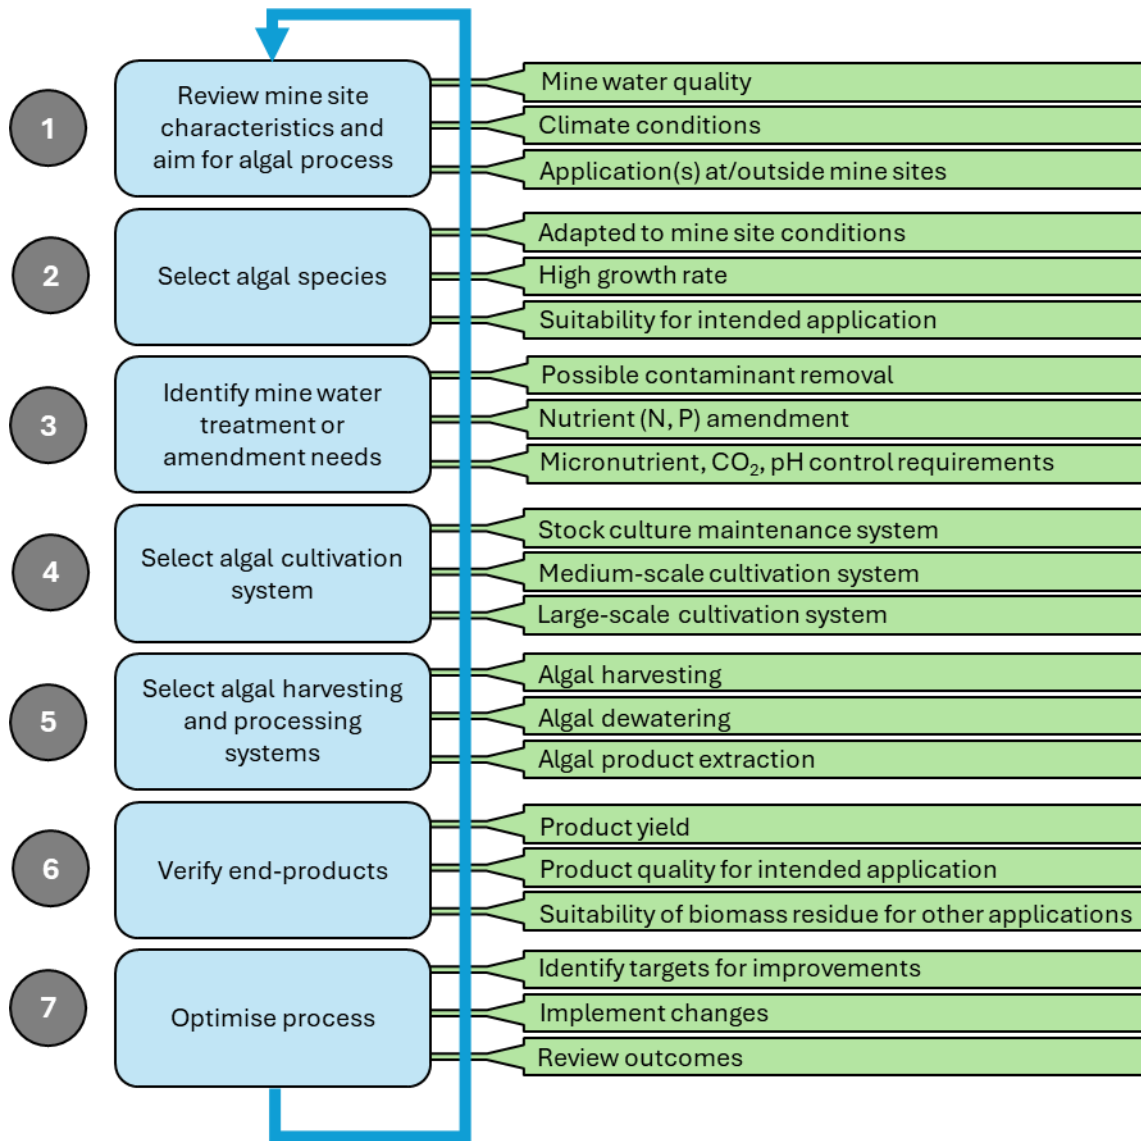 1
Review mine site
characteristics and
aim for algal process
Mine water quality
Climate conditions
Application(s) at/outside mine sites
2
Select algal species
Adapted to mine site conditions
High growth rate
Suitability for intended application
3
Identify mine water
treatment or
amendment needs
Possible contaminant removal
Nutrient (N, P) amendment
Micronutrient, CO₂, pH control requirements
4
Select algal cultivation
system
Stock culture maintenance system
Medium-scale cultivation system
Large-scale cultivation system
5
Select algal harvesting
and processing
systems
Algal harvesting
Algal dewatering
Algal product extraction
6
Verify end-products
Product yield
Product quality for intended application
Suitability of biomass residue for other applications
7
Optimise process
Identify targets for improvements
Implement changes
Review outcomes